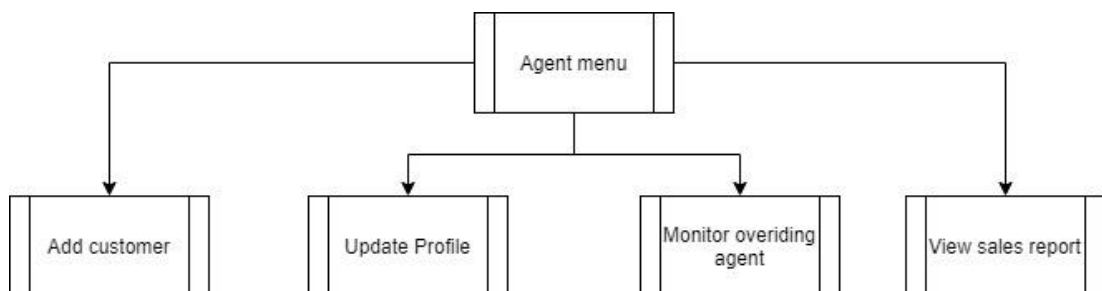 Agent menu
Add customer
Update Profile
Monitor overiding
agent
View sales report